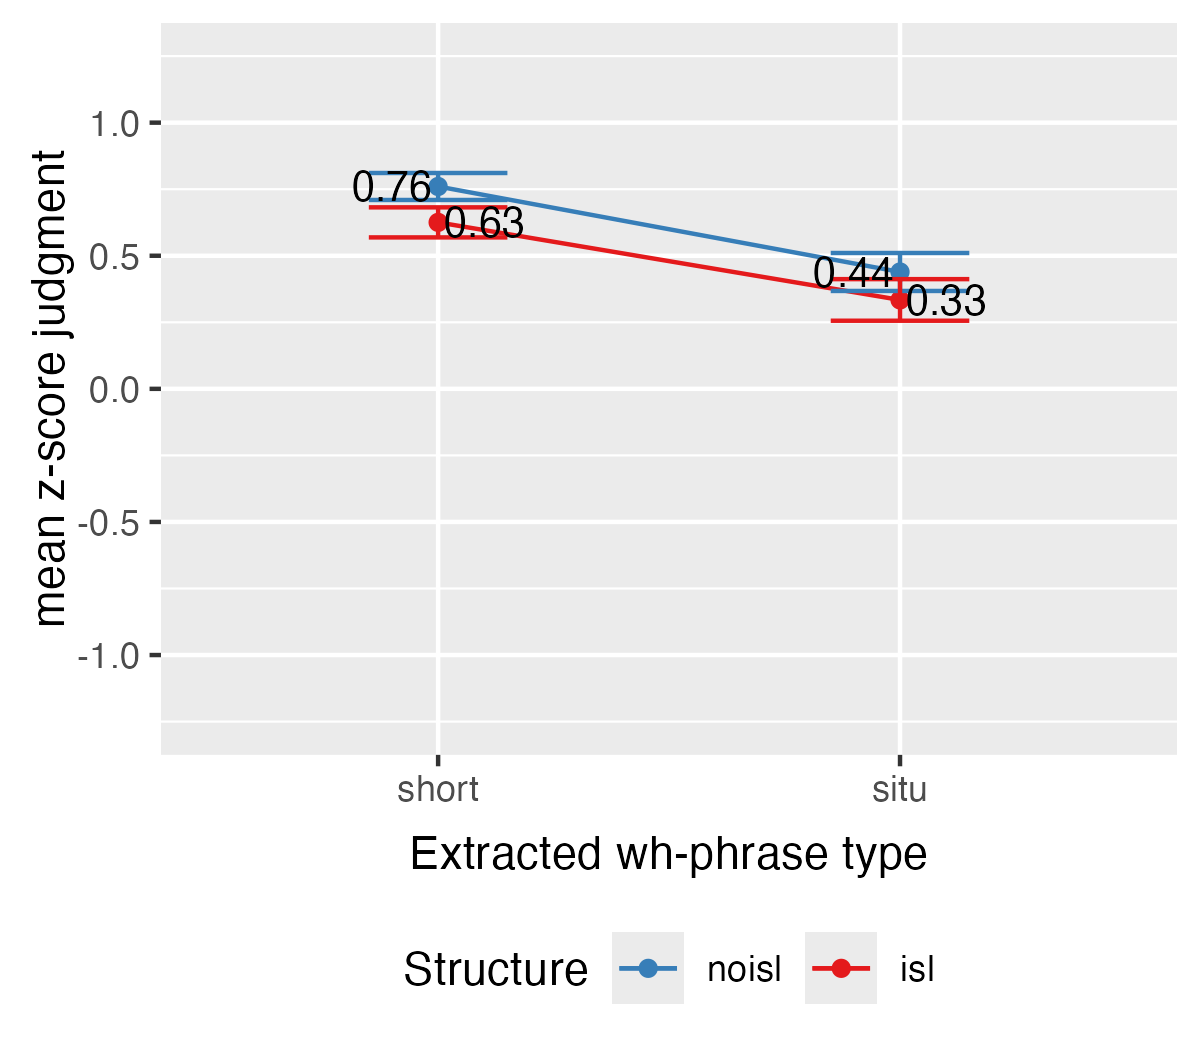 mean z-score judgment
1.0
0.5
0.0
-0.5
-1.0
0.76
0.63
0.44
0.33
short situ
Extracted wh-phrase type
Structure noisl isl